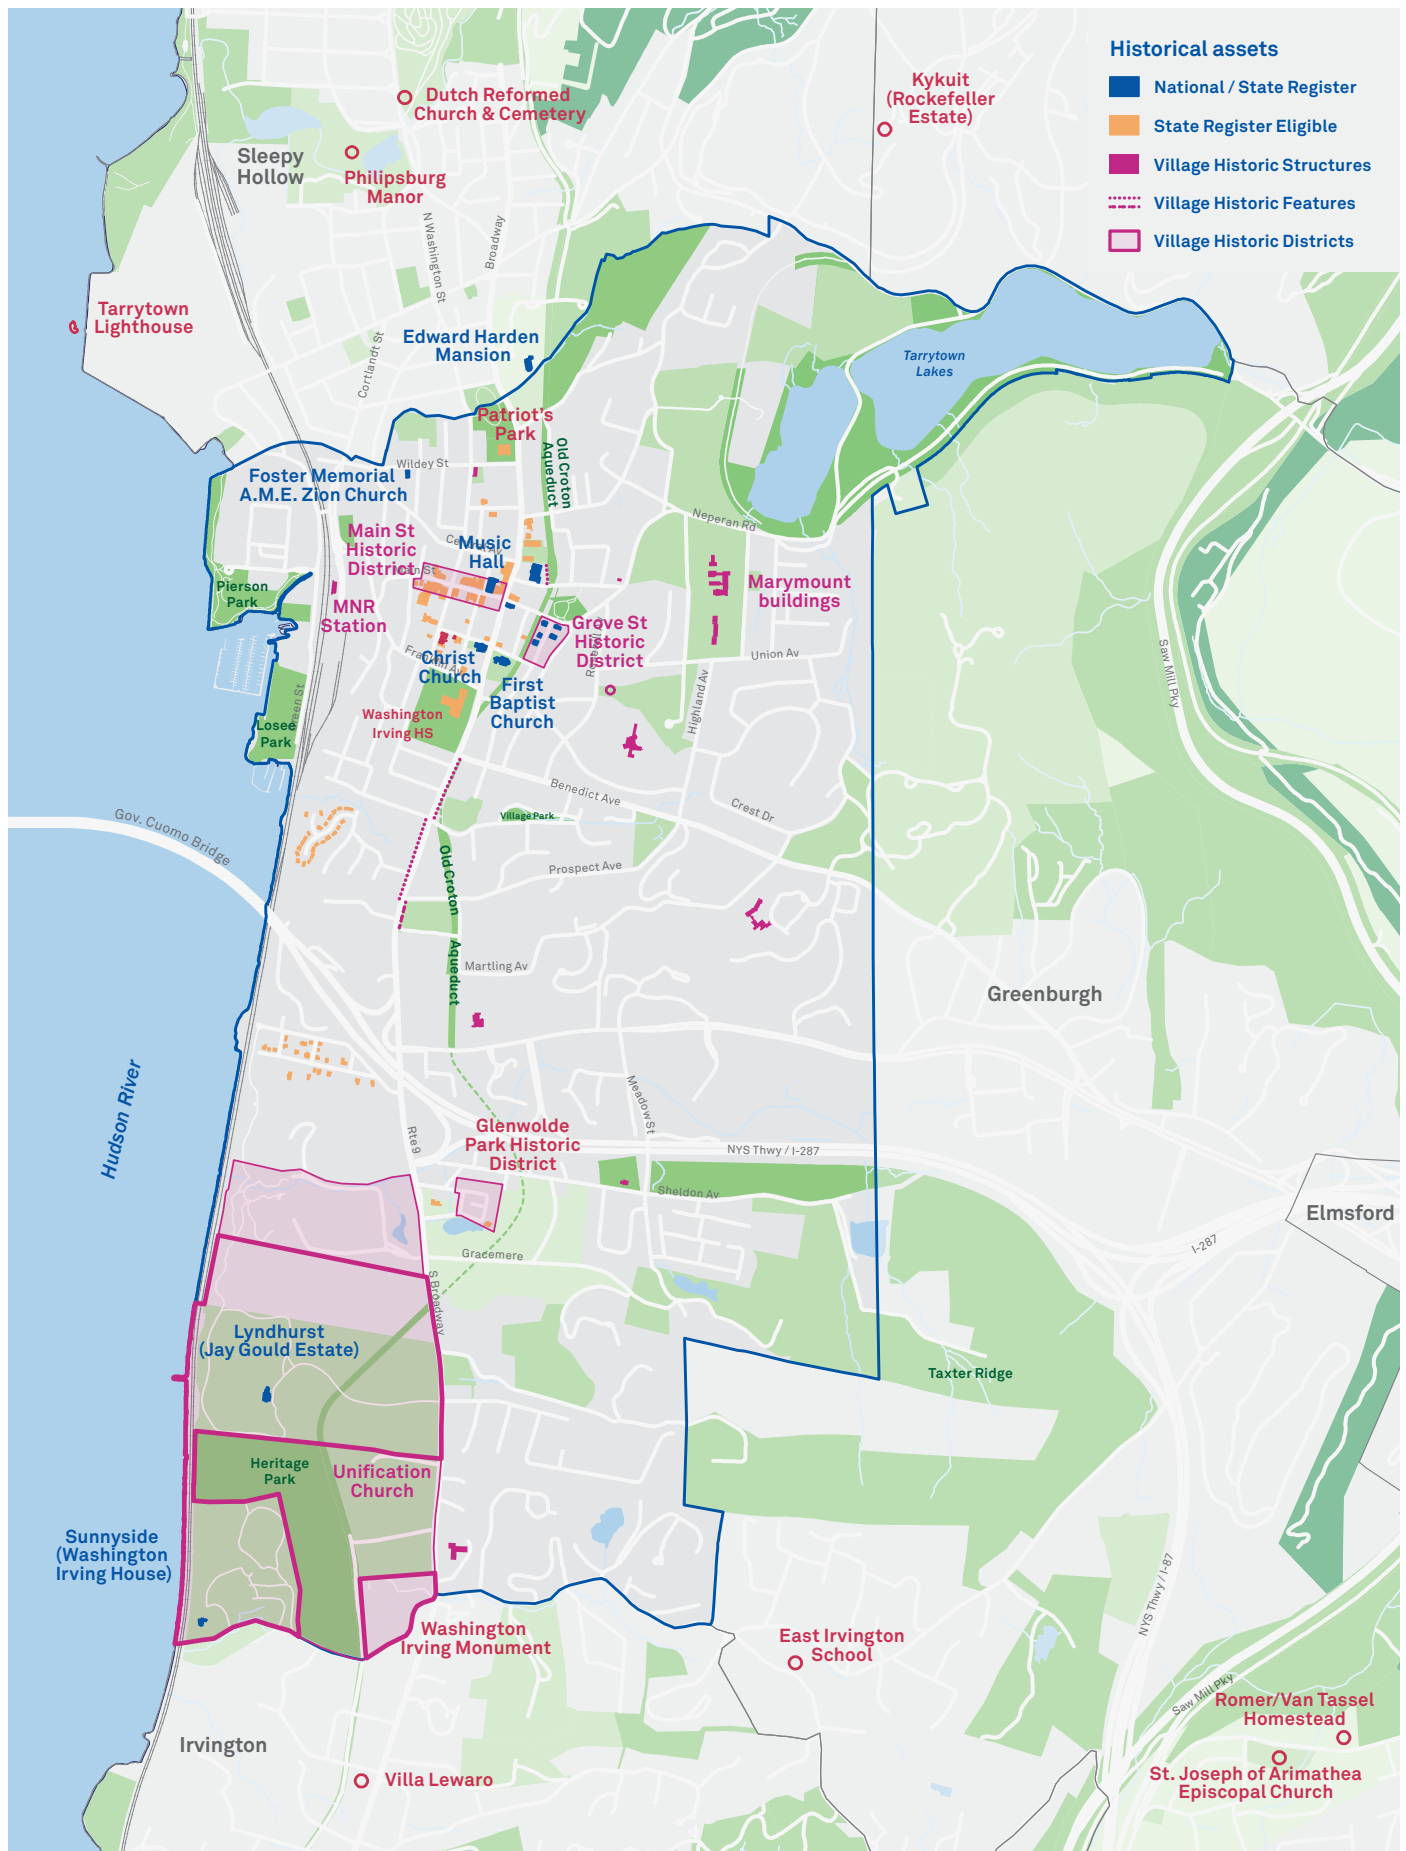 Historical assets
National / State Register
State Register Eligible
Village Historic Structures
Village Historic Features
Village Historic Districts
Kykuit
(Rockefeller
Estate)
Dutch Reformed
Church & Cemetery
Sleepy
Hollow
Philipsburg
Manor
N Washington St
Broadway
Tarrytown
Lighthouse
Cortlandt St
Edward Harden
Mansion
Tarrytown
Lakes
Patriot's
Park
Old Croton
Aqueduct
Wildey St
Foster Memorial
A.M.E. Zion Church
Neperan Rd
Main St
Historic
District
Central Av
Music
Hall
Main St
Pierson
Park
MNR
Station
Marymount
buildings
Grove St
Historic
District
Franklin Av
Christ
Church
Union Av
First
Baptist
Church
Highland Av
Saw Mill Pky
Green St
Washington
Irving HS
Losee
Park
Benedict Ave
Crest Dr
Village Park
Gov. Cuomo Bridge
Prospect Ave
Old Croton
Aqueduct
Martling Av
Greenburgh
Hudson River
Meadow St
Rte 9
Glenwolde
Park Historic
District
NYS Thwy / I-287
Sheldon Av
Elmsford
I-287
Gracemere
S Broadway
Lyndhurst
(Jay Gould Estate)
Taxter Ridge
Heritage
Park
Unification
Church
Sunnyside
(Washington
Irving House)
NYS Thwy / I-87
Washington
Irving Monument
East Irvington
School
Saw Mill Pky
Romer/Van Tassel
Homestead
Irvington
Villa Lewaro
St. Joseph of Arimathea
Episcopal Church